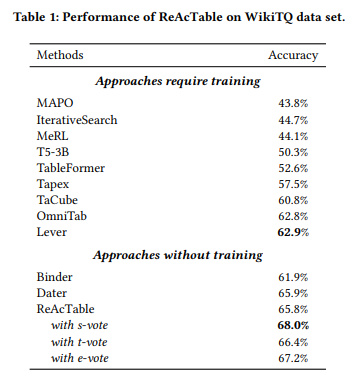 Table 1: Performance of ReAcTable on WikiTQ data set.
Methods Accuracy
Approaches require training
MAPO 43.8%
IterativeSearch 44.7%
MeRL 44.1%
T5-3B 50.3%
TableFormer 52.6%
Tapex 57.5%
TaCube 60.8%
OmniTab 62.8%
Lever 62.9%
Approaches without training
Binder 61.9%
Dater 65.9%
ReAcTable 65.8%
with s-vote 68.0%
with t-vote 66.4%
with e-vote 67.2%